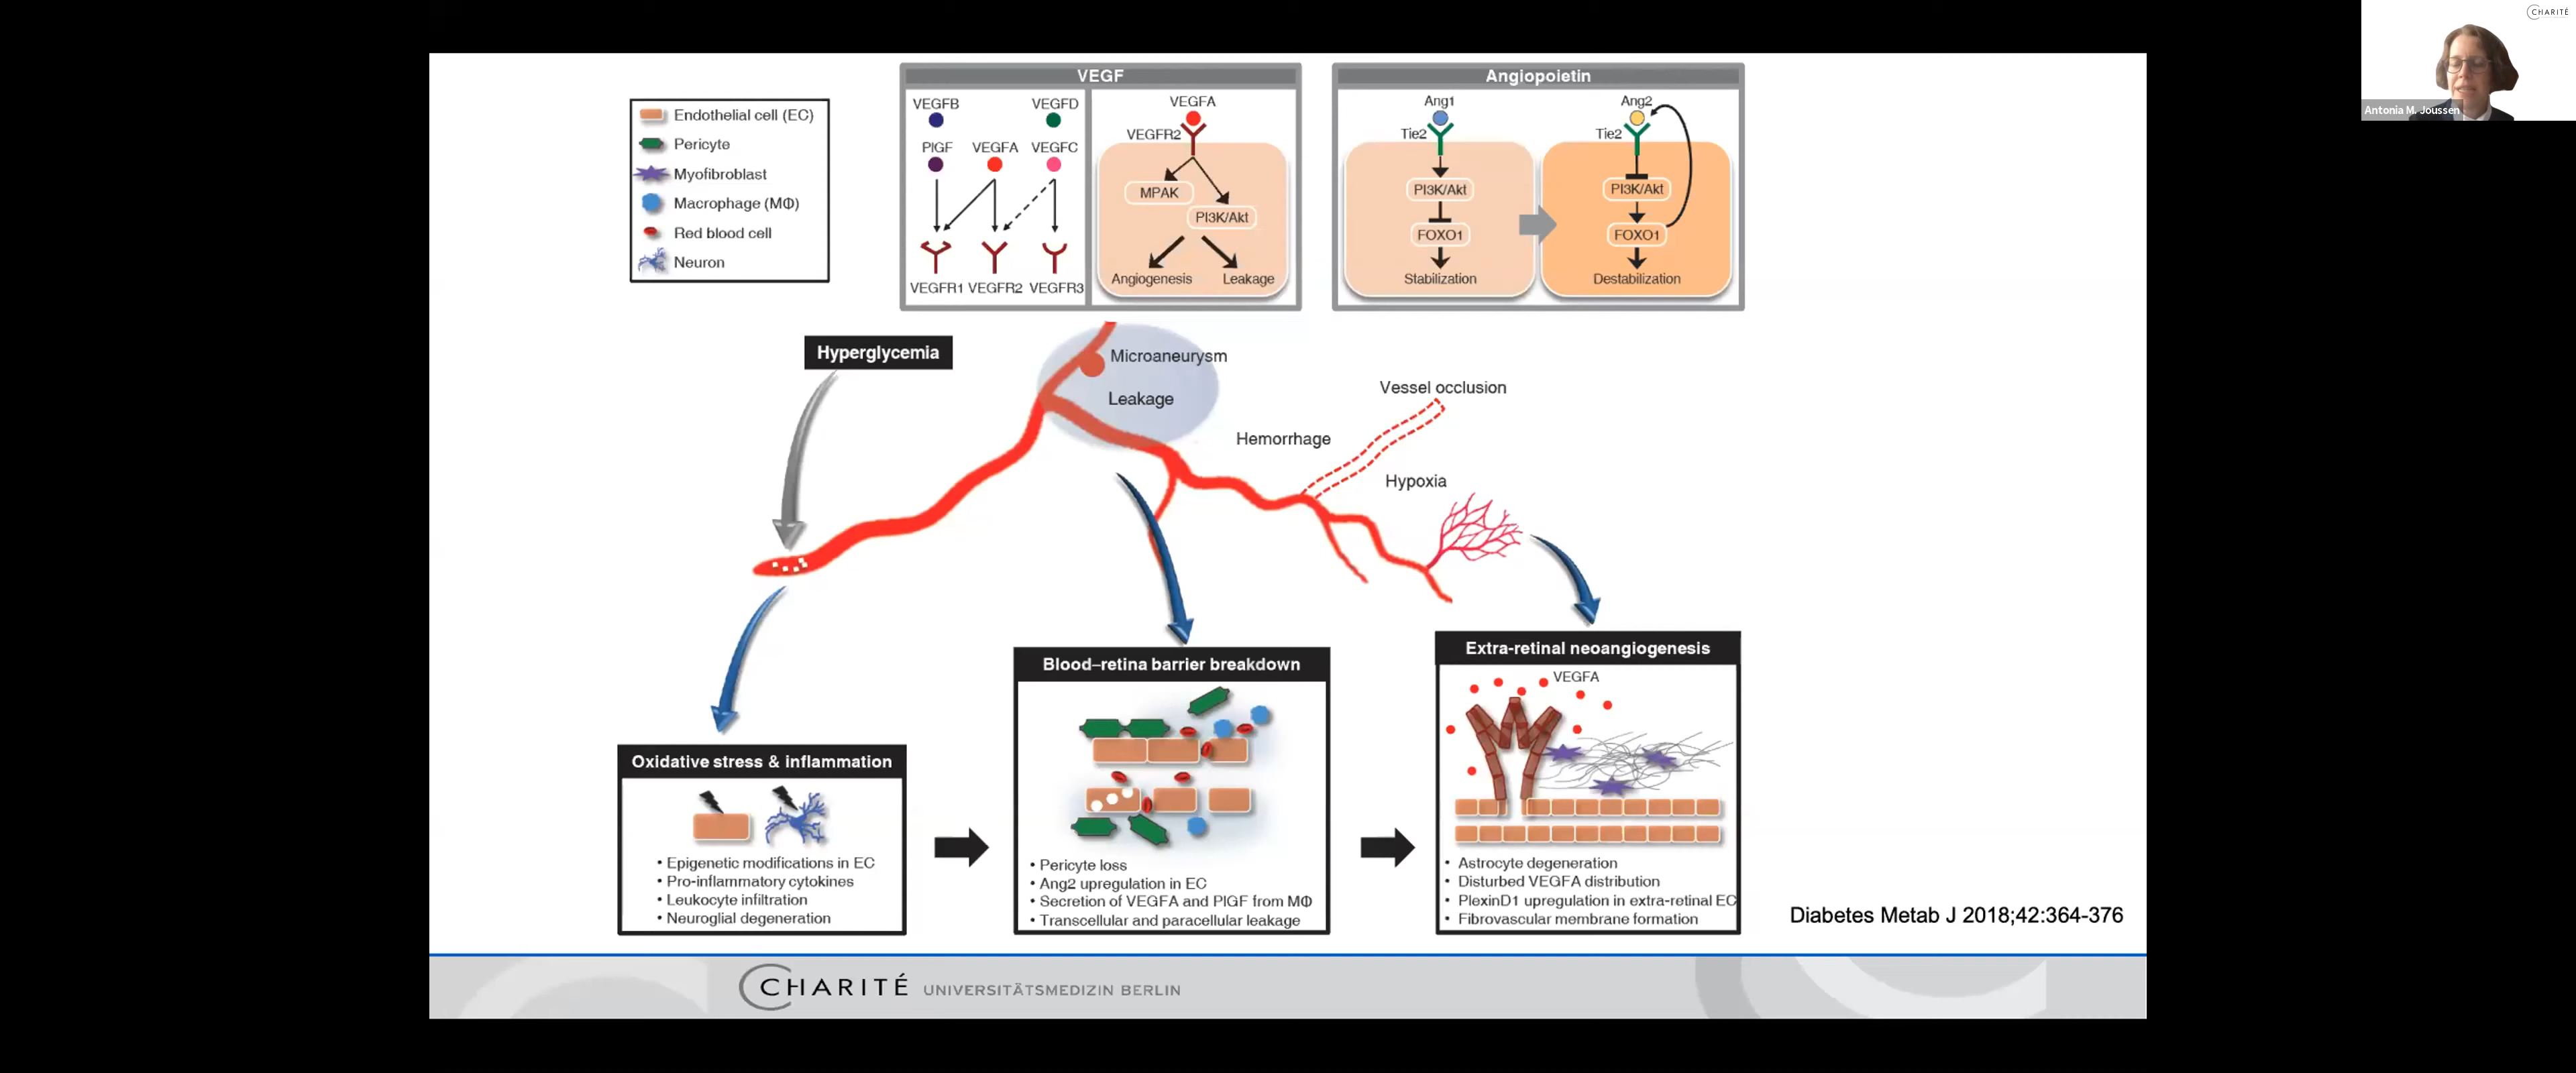 CHARITÉ
Antonia M. Joussen
Endothelial cell (EC)
Pericyte
Myofibroblast
Macrophage (MΦ)
Red blood cell
Neuron
VEGF
VEGFB
VEGFD
PIGF
VEGFA
VEGFC
VEGFR1
VEGFR2
VEGFR3
VEGFA
VEGFR2
MPAK
PI3K/Akt
Angiogenesis
Leakage
Angiopoietin
Ang1
Tie2
PI3K/Akt
FOXO1
Stabilization
Ang2
Tie2
PI3K/Akt
FOXO1
Destabilization
Hyperglycemia
Microaneurysm
Leakage
Hemorrhage
Vessel occlusion
Hypoxia
Oxidative stress & inflammation
• Epigenetic modifications in EC
• Pro-inflammatory cytokines
• Leukocyte infiltration
• Neuroglial degeneration
Blood–retina barrier breakdown
• Pericyte loss
• Ang2 upregulation in EC
• Secretion of VEGFA and PIGF from MΦ
• Transcellular and paracellular leakage
Extra-retinal neoangiogenesis
VEGFA
• Astrocyte degeneration
• Disturbed VEGFA distribution
• PlexinD1 upregulation in extra-retinal EC
• Fibrovascular membrane formation
Diabetes Metab J 2018;42:364-376
CHARITÉ UNIVERSITÄTSMEDIZIN BERLIN